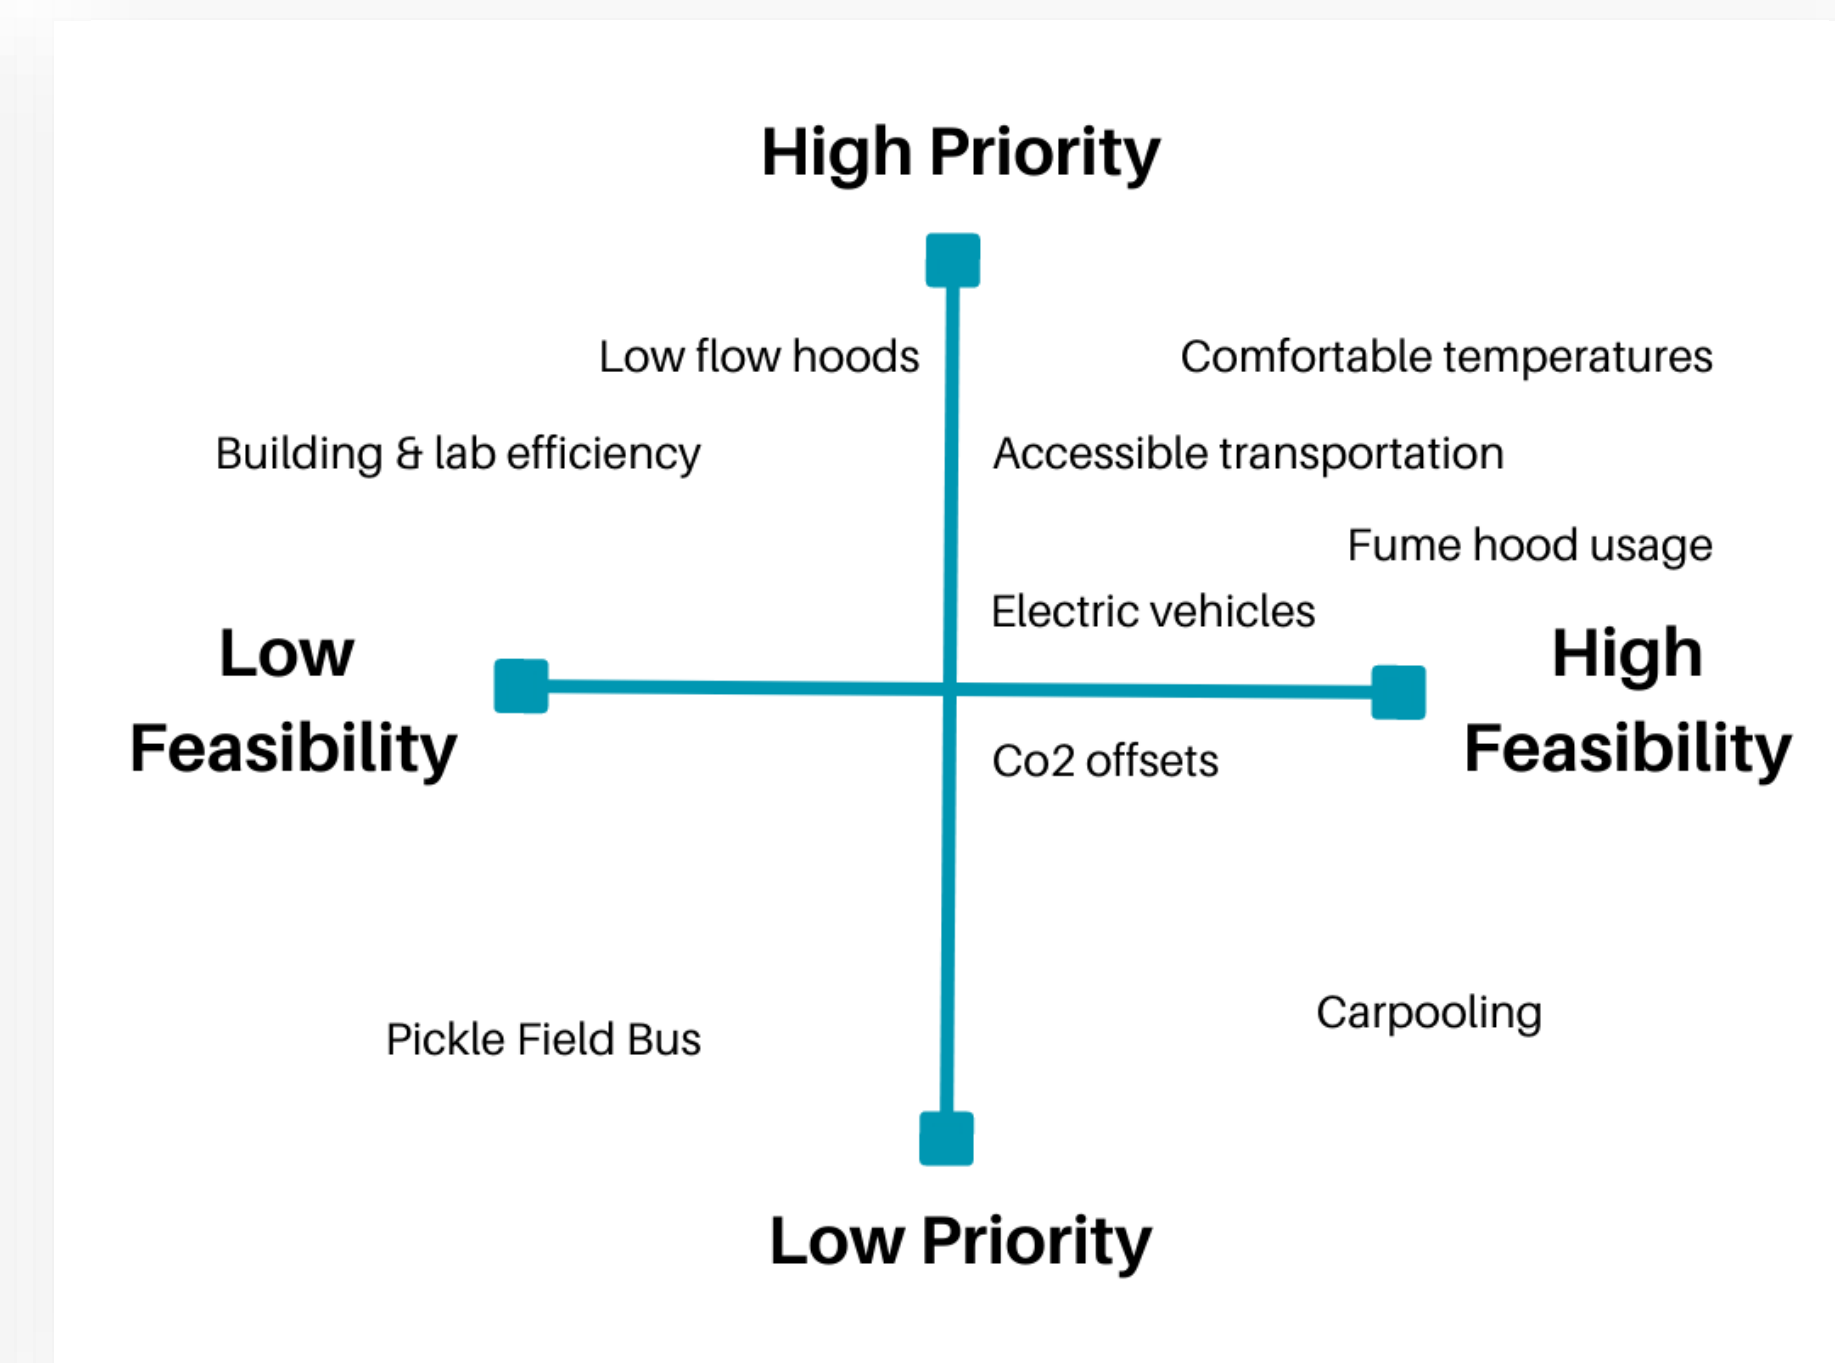 High Priority
Low flow hoods
Comfortable temperatures
Building & lab efficiency
Accessible transportation
Fume hood usage
Electric vehicles
Low
Feasibility
High
Feasibility
Co2 offsets
Carpooling
Pickle Field Bus
Low Priority